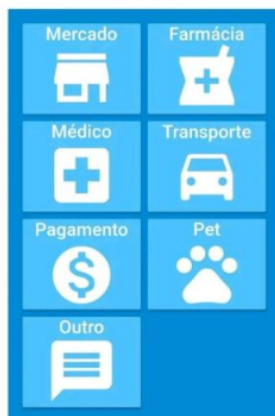 Mercado
Farmácia
Médico
Transporte
Pagamento
Pet
Outro